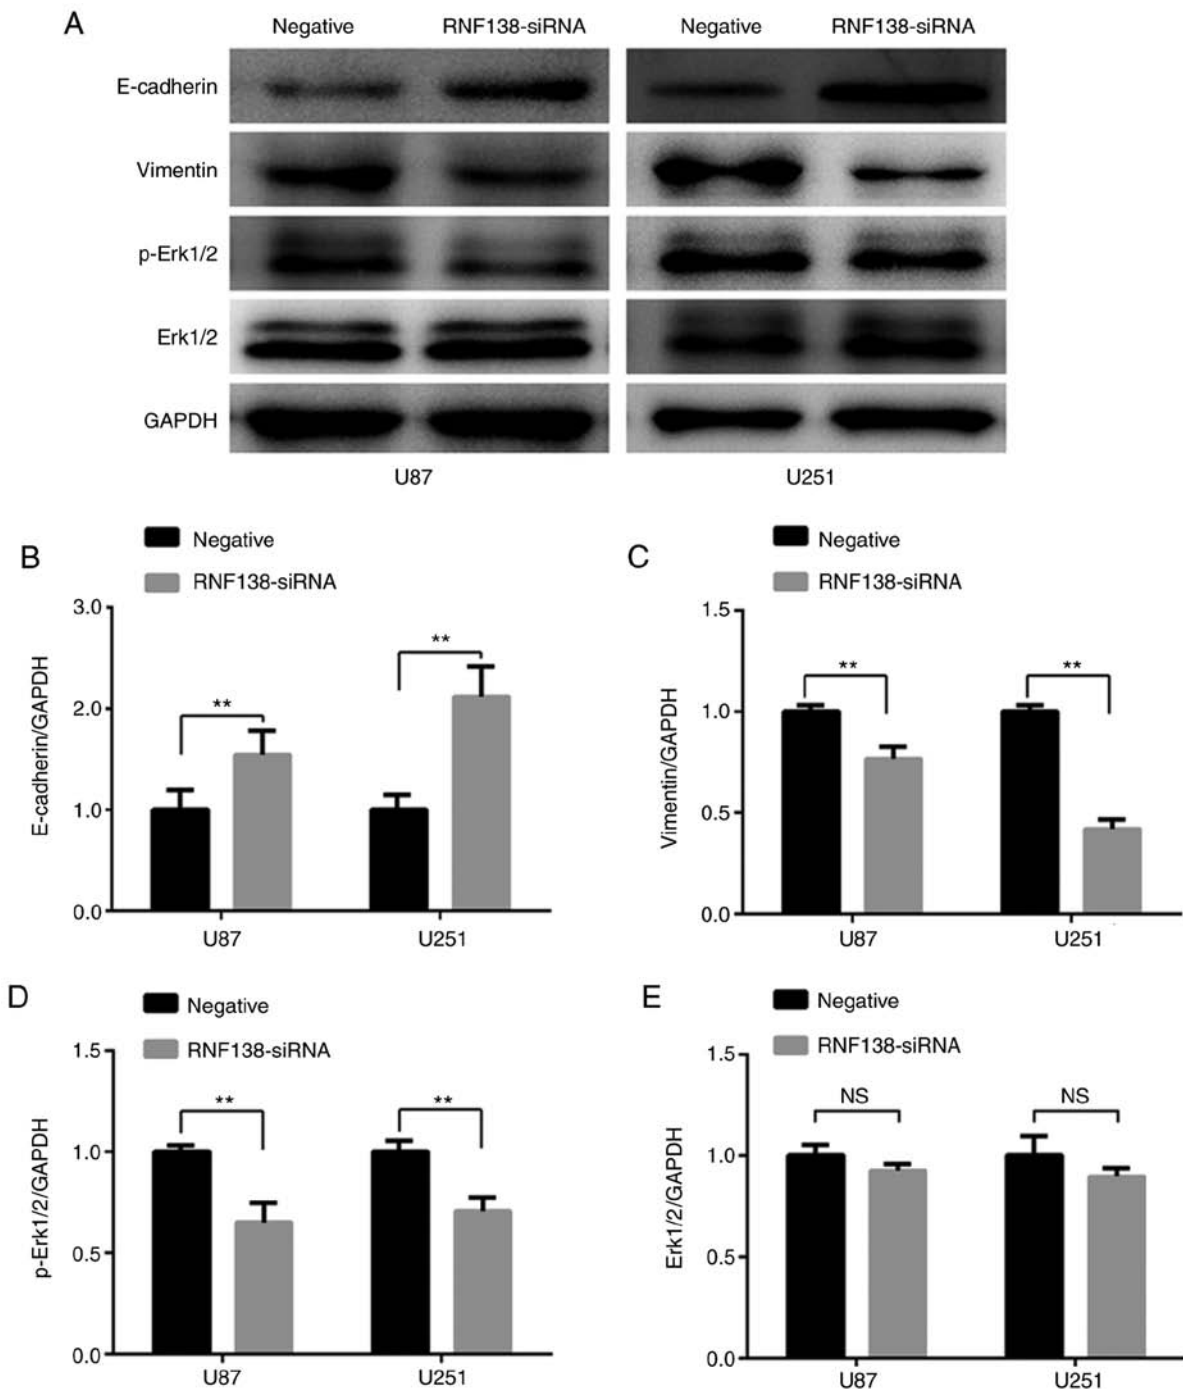 A
Negative RNF138-siRNA Negative RNF138-siRNA
E-cadherin
Vimentin
p-Erk1/2
Erk1/2
GAPDH
U87 U251
B
Negative
RNF138-siRNA
3.0
2.0
1.0
0.0
E-cadherin/GAPDH
**
**
U87 U251
C
Negative
RNF138-siRNA
1.5
1.0
0.5
0.0
Vimentin/GAPDH
**
**
U87 U251
D
Negative
RNF138-siRNA
1.5
1.0
0.5
0.0
p-Erk1/2/GAPDH
**
**
U87 U251
E
Negative
RNF138-siRNA
1.5
1.0
0.5
0.0
Erk1/2/GAPDH
NS
NS
U87 U251